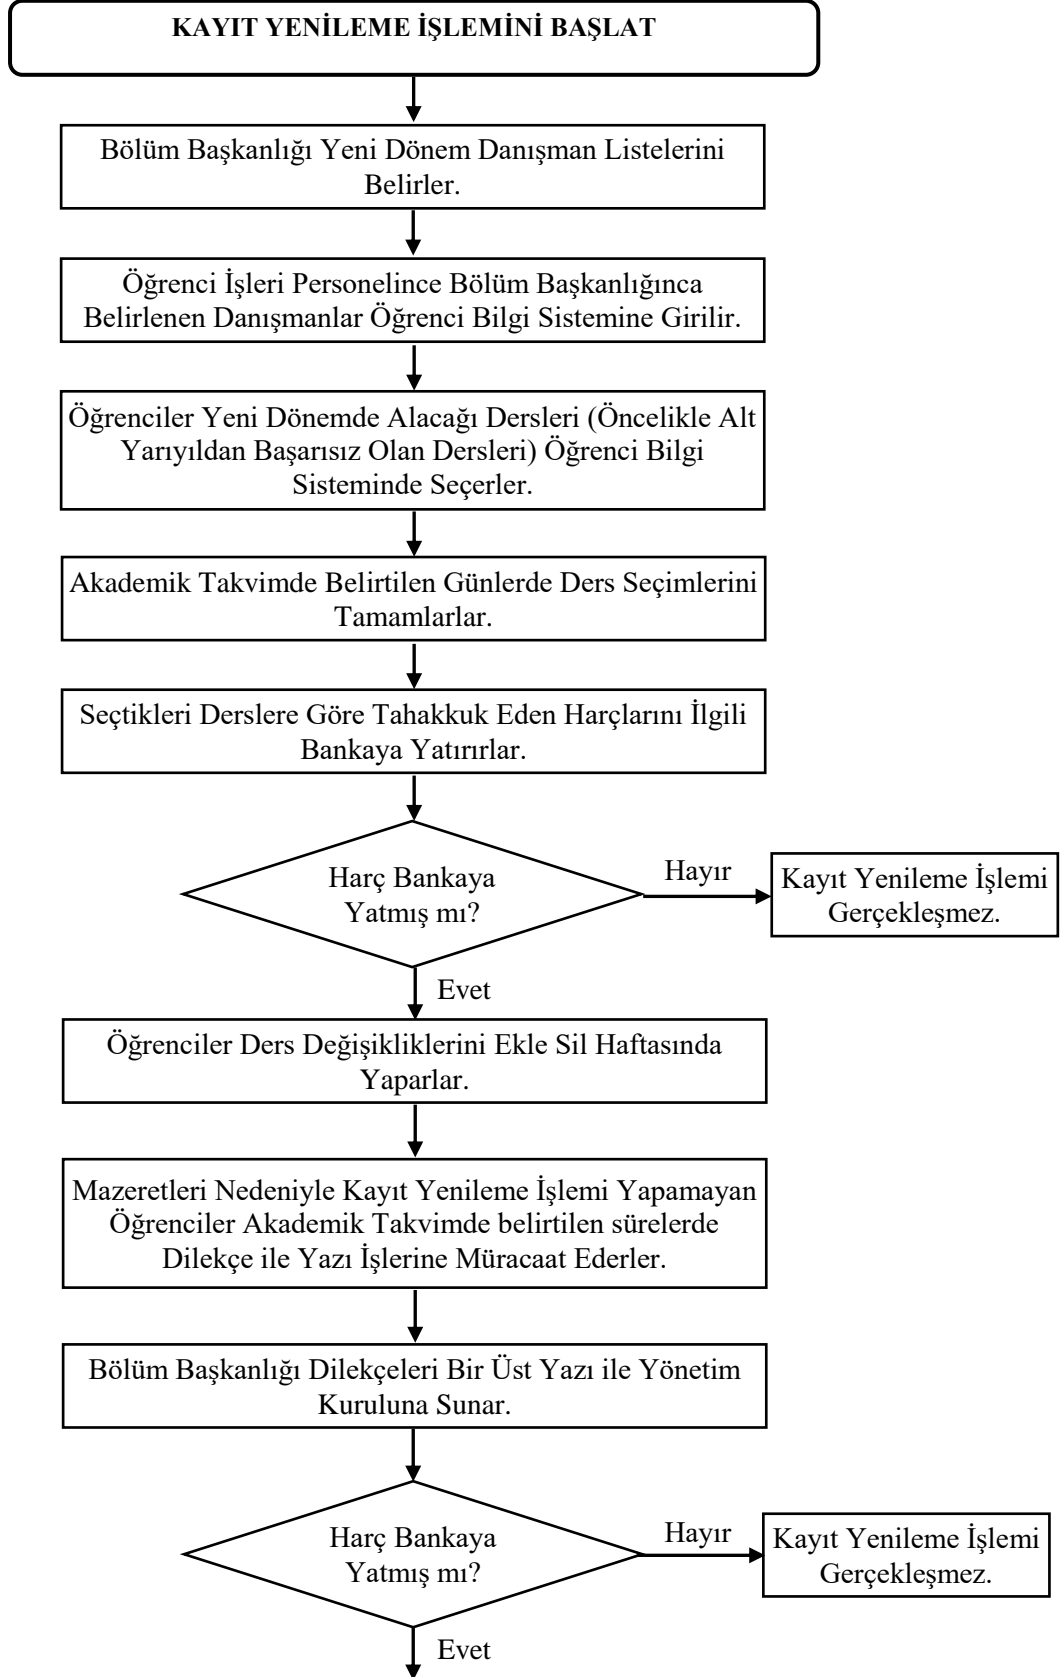 KAYIT YENİLEME İŞLEMİNİ BAŞLAT
Bölüm Başkanlığı Yeni Dönem Danışman Listelerini
Belirler.
Öğrenci İşleri Personelince Bölüm Başkanlığınca
Belirlenen Danışmanlar Öğrenci Bilgi Sistemine Girilir.
Öğrenciler Yeni Dönemde Alacağı Dersleri (Öncelikle Alt
Yarıyıldan Başarısız Olan Dersleri) Öğrenci Bilgi
Sisteminde Seçerler.
Akademik Takvimde Belirtilen Günlerde Ders Seçimlerini
Tamamlarlar.
Seçtikleri Derslere Göre Tahakkuk Eden Harçlarını İlgili
Bankaya Yatırırlar.
Harç Bankaya
Yatmış mı?
Hayır
Kayıt Yenileme İşlemi
Gerçekleşmez.
Evet
Öğrenciler Ders Değişikliklerini Ekle Sil Haftasında
Yaparlar.
Mazeretleri Nedeniyle Kayıt Yenileme İşlemi Yapamayan
Öğrenciler Akademik Takvimde belirtilen sürelerde
Dilekçe ile Yazı İşlerine Müracaat Ederler.
Bölüm Başkanlığı Dilekçeleri Bir Üst Yazı ile Yönetim
Kuruluna Sunar.
Harç Bankaya
Yatmış mı?
Hayır
Kayıt Yenileme İşlemi
Gerçekleşmez.
Evet